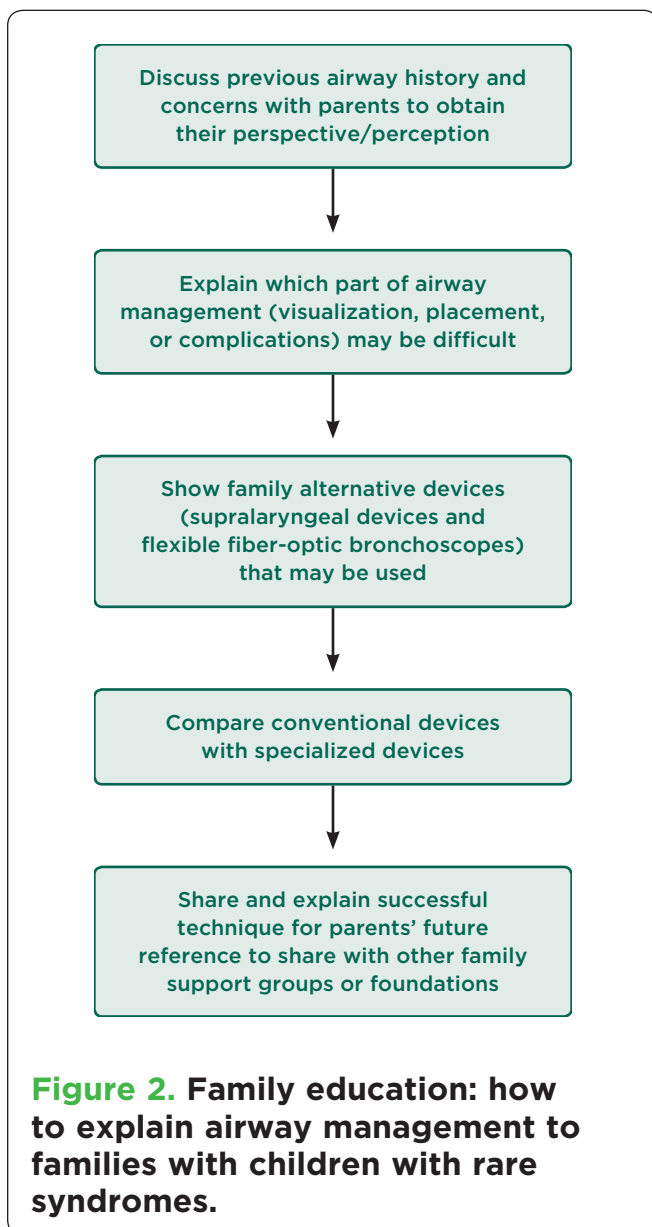 Discuss previous airway history and
concerns with parents to obtain
their perspective/perception
Explain which part of airway
management (visualization, placement,
or complications) may be difficult
Show family alternative devices
(supralaryngeal devices and
flexible fiber-optic bronchoscopes)
that may be used
Compare conventional devices
with specialized devices
Share and explain successful
technique for parents’ future
reference to share with other family
support groups or foundations
Figure 2. Family education: how
to explain airway management to
families with children with rare
syndromes.